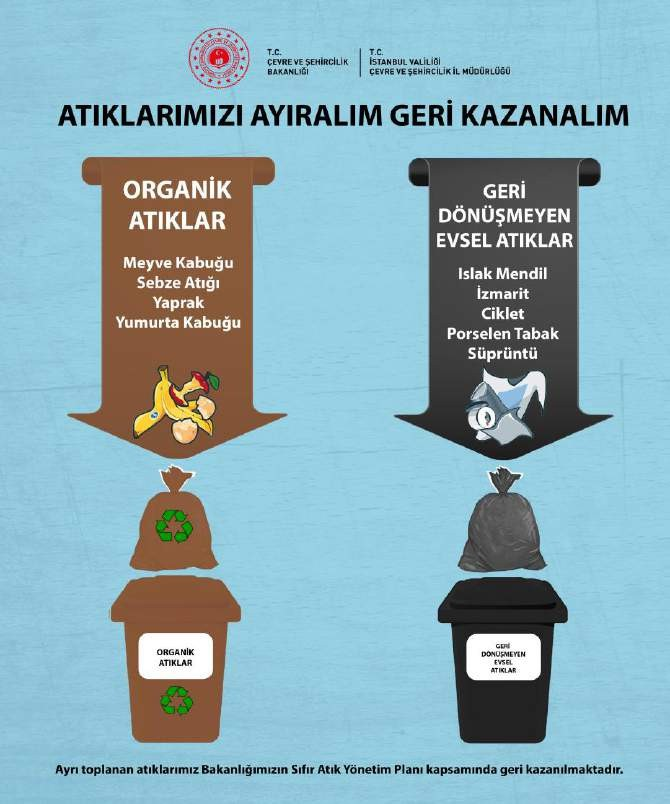 T.C.
ÇEVRE VE ŞEHİRCİLİK
BAKANLIĞI
T.C.
İSTANBUL VALİLİĞİ
ÇEVRE VE ŞEHİRCİLİK İL MÜDÜRLÜĞÜ
ATIKLARIMIZI AYIRALIM GERİ KAZANALIM
ORGANİK
ATIKLAR
Meyve Kabuğu
Sebze Atığı
Yaprak
Yumurta Kabuğu
GERİ
DÖNÜŞMEYEN
EVSEL ATIKLAR
Islak Mendil
İzmarit
Ciklet
Porselen Tabak
Süprüntü
ORGANİK
ATIKLAR
GERİ
DÖNÜŞMEYEN
EVSEL
ATIKLAR
Ayrı toplanan atıklarımız Bakanlığımızın Sıfır Atık Yönetim Planı kapsamında geri kazanılmaktadır.